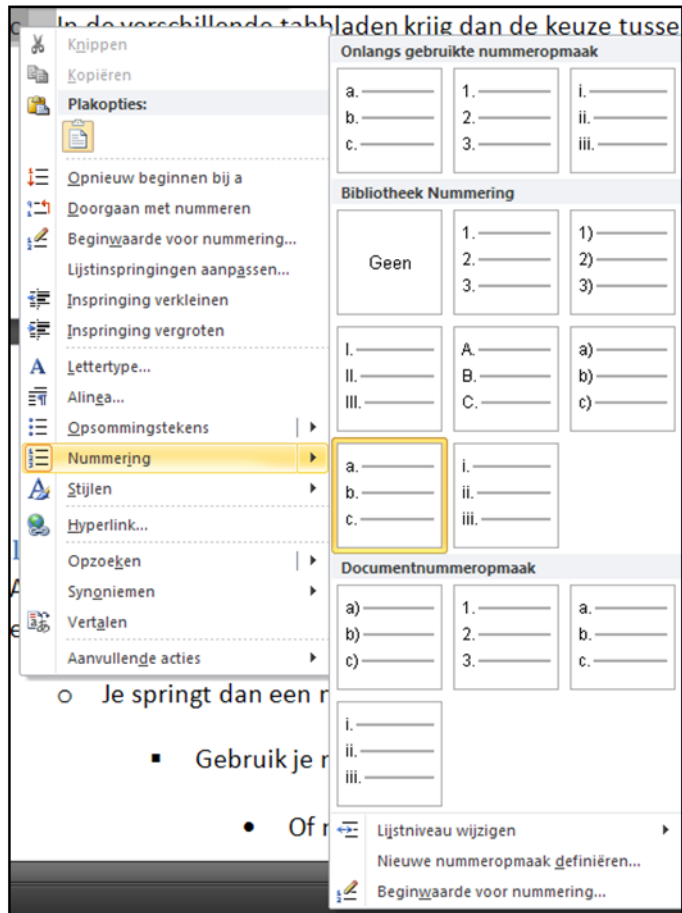 In de verschillende tabbladen krijg dan de keuze tusse
Knippen
Kopiëren
Plakopties:
Opnieuw beginnen bij a
Doorgaan met nummeren
Beginwaarde voor nummering...
Lijstinspringingen aanpassen...
Inspringing verkleinen
Inspringing vergroten
Lettertype...
Alinea...
Opsommingstekens
Nummering
Stijlen
Hyperlink...
Opzoeken
Synoniemen
Vertalen
Aanvullende acties
Onlangs gebruikte nummeropmaak
a. 1. i.
b. 2. ii.
c. 3. iii.
Bibliotheek Nummering
Geen 1. 1)
2. 2)
3. 3)
I. A. a)
II. B. b)
III. C. c)
a. i.
b. ii.
c. iii.
Documentnummeropmaak
a) 1. a.
b) 2. b.
c) 3. c.
i.
ii.
iii.
Lijstniveau wijzigen
Nieuwe nummeropmaak definiëren...
Beginwaarde voor nummering...
o Je springt dan een
▪ Gebruik je
• Of